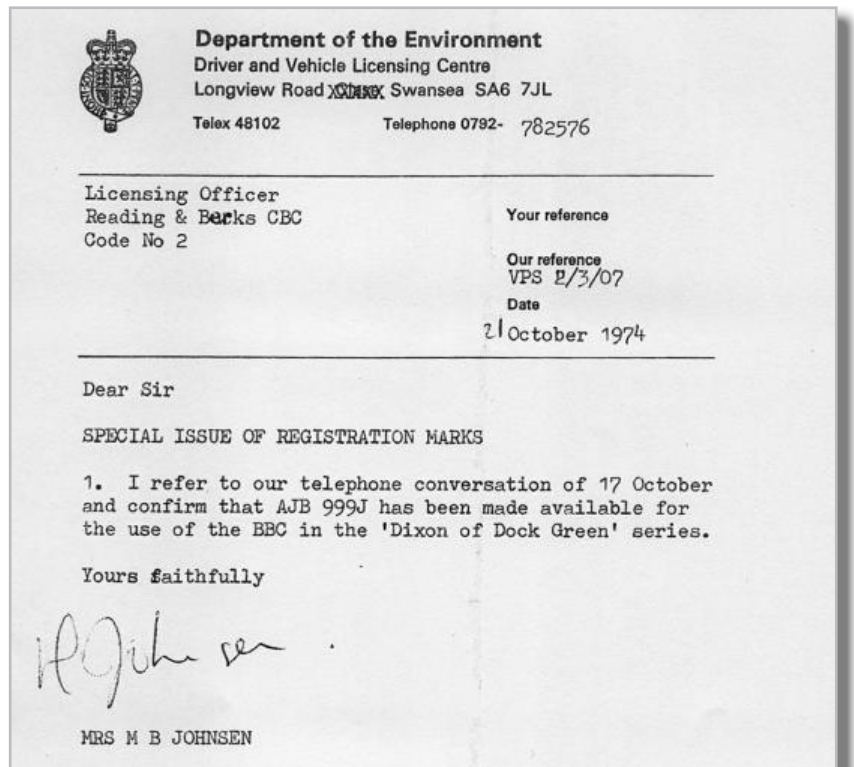 Department of the Environment
Driver and Vehicle Licensing Centre
Longview Road Swansea SA6 7JL
Telex 48102 Telephone 0792- 782576
Licensing Officer
Reading & Berks CBC
Code No 2
Your reference
Our reference
VPS 2/3/07
Date
21 October 1974
Dear Sir
SPECIAL ISSUE OF REGISTRATION MARKS
1. I refer to our telephone conversation of 17 October
and confirm that AJB 999J has been made available for
the use of the BBC in the 'Dixon of Dock Green' series.
Yours faithfully
MRS M B JOHNSEN